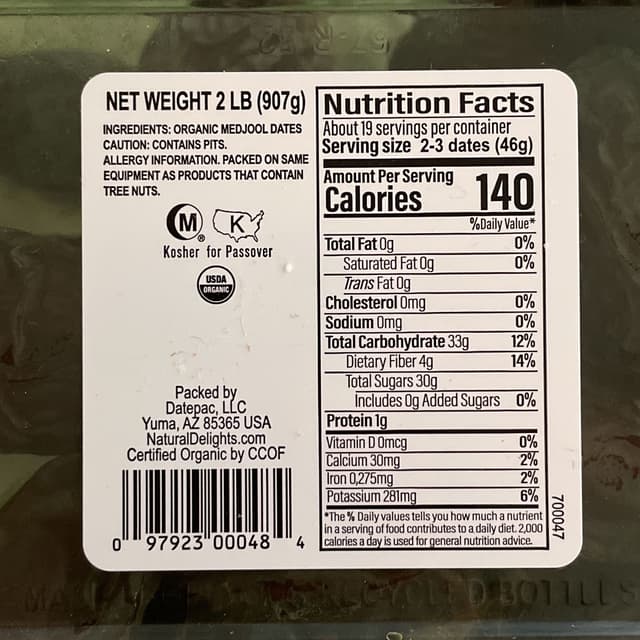 NET WEIGHT 2 LB (907g)
INGREDIENTS: ORGANIC MEDJOOL DATES
CAUTION: CONTAINS PITS.
ALLERGY INFORMATION. PACKED ON SAME
EQUIPMENT AS PRODUCTS THAT CONTAIN
TREE NUTS.
M ® K
Kosher for Passover
USDA
ORGANIC
Packed by
Datepac, LLC
Yuma, AZ 85365 USA
NaturalDelights.com
Certified Organic by CCOF
0 97923 00048 4
Nutrition Facts
About 19 servings per container
Serving size 2-3 dates (46g)
Amount Per Serving
Calories 140
%Daily Value*
Total Fat 0g 0%
Saturated Fat 0g 0%
Trans Fat 0g
Cholesterol 0mg 0%
Sodium 0mg 0%
Total Carbohydrate 33g 12%
Dietary Fiber 4g 14%
Total Sugars 30g
Includes 0g Added Sugars 0%
Protein 1g
Vitamin D 0mcg 0%
Calcium 30mg 2%
Iron 0,275mg 2%
Potassium 281mg 6%
*The % Daily values tells you how much a nutrient
in a serving of food contributes to a daily diet. 2,000
calories a day is used for general nutrition advice.
700047